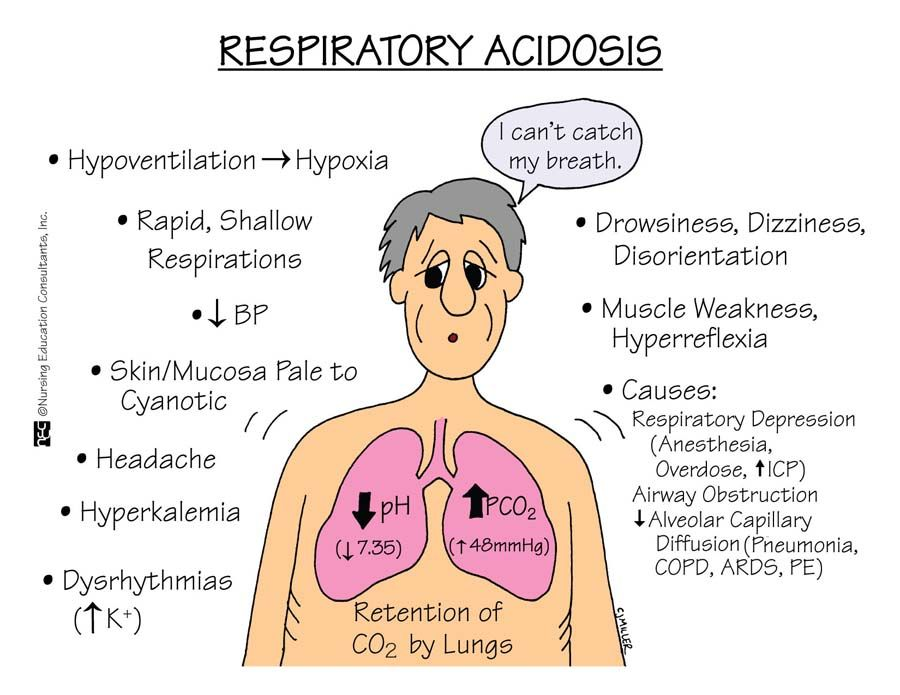 RESPIRATORY ACIDOSIS
I can't catch
my breath.
• Hypoventilation → Hypoxia
• Rapid, Shallow
Respirations
• ↓ BP
• Skin/Mucosa Pale to
Cyanotic
• Headache
• Hyperkalemia
• Dysrhythmias
(↑ K⁺)
• Drowsiness, Dizziness,
Disorientation
• Muscle Weakness,
Hyperreflexia
• Causes:
Respiratory Depression
(Anesthesia,
Overdose, ↑ICP)
Airway Obstruction
↓Alveolar Capillary
Diffusion (Pneumonia,
COPD, ARDS, PE)
↓ pH
(↓ 7.35)
↑ PCO₂
(↑ 48mmHg)
Retention of
CO₂ by Lungs
CJMILLER
NEC ©Nursing Education Consultants, Inc.